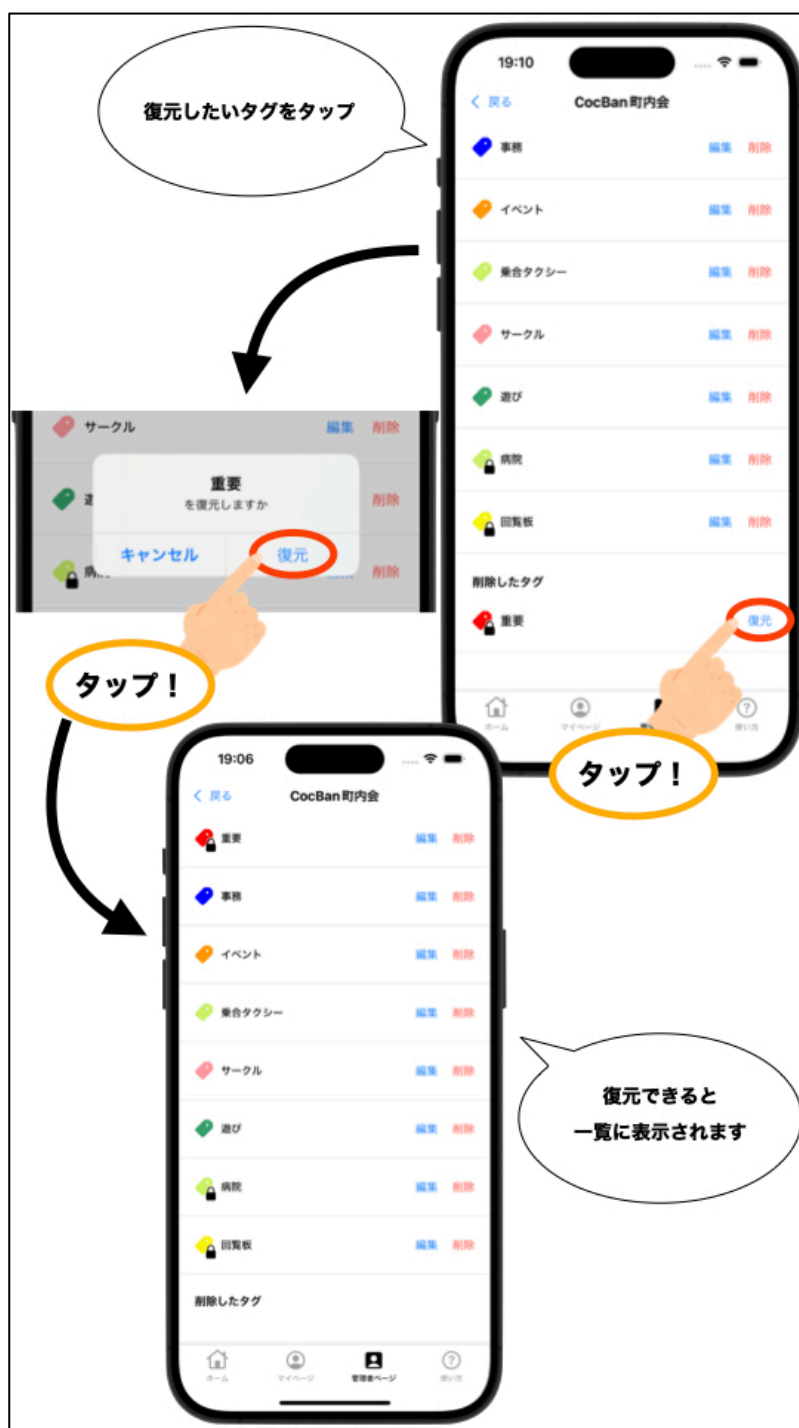 復元したいタグをタップ
19:10
戻る CocBan町内会
事務 編集 削除
イベント 編集 削除
乗合タクシー 編集 削除
サークル 編集 削除
遊び 編集 削除
病院 編集 削除
回覧板 編集 削除
削除したタグ
重要 復元
ホーム マイページ 使い方
タップ！
サークル 編集 削除
削除
重要
を復元しますか
キャンセル 復元
削除
タップ！
19:06
戻る CocBan町内会
重要 編集 削除
事務 編集 削除
イベント 編集 削除
乗合タクシー 編集 削除
サークル 編集 削除
遊び 編集 削除
病院 編集 削除
回覧板 編集 削除
削除したタグ
ホーム マイページ 管理者ページ 使い方
復元できると
一覧に表示されます